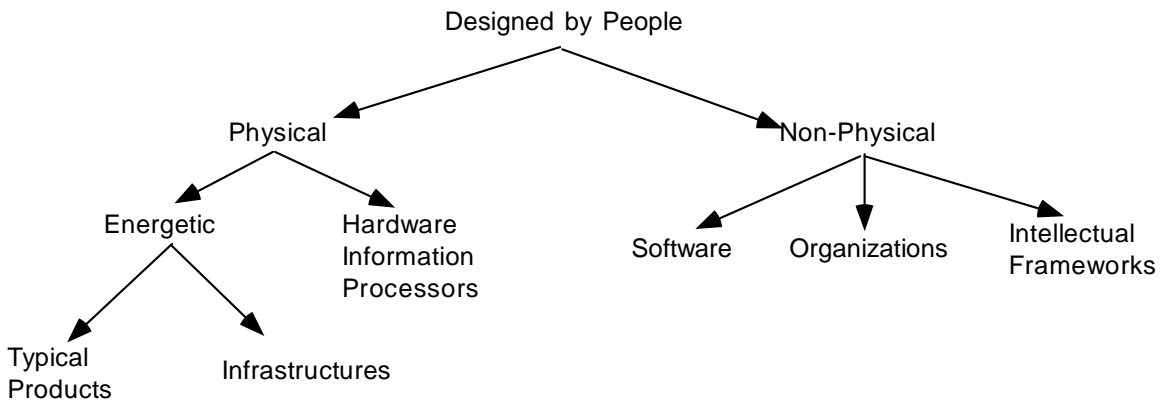 Designed by People
Physical
Non-Physical
Energetic
Hardware
Information
Processors
Software
Organizations
Intellectual
Frameworks
Typical
Products
Infrastructures